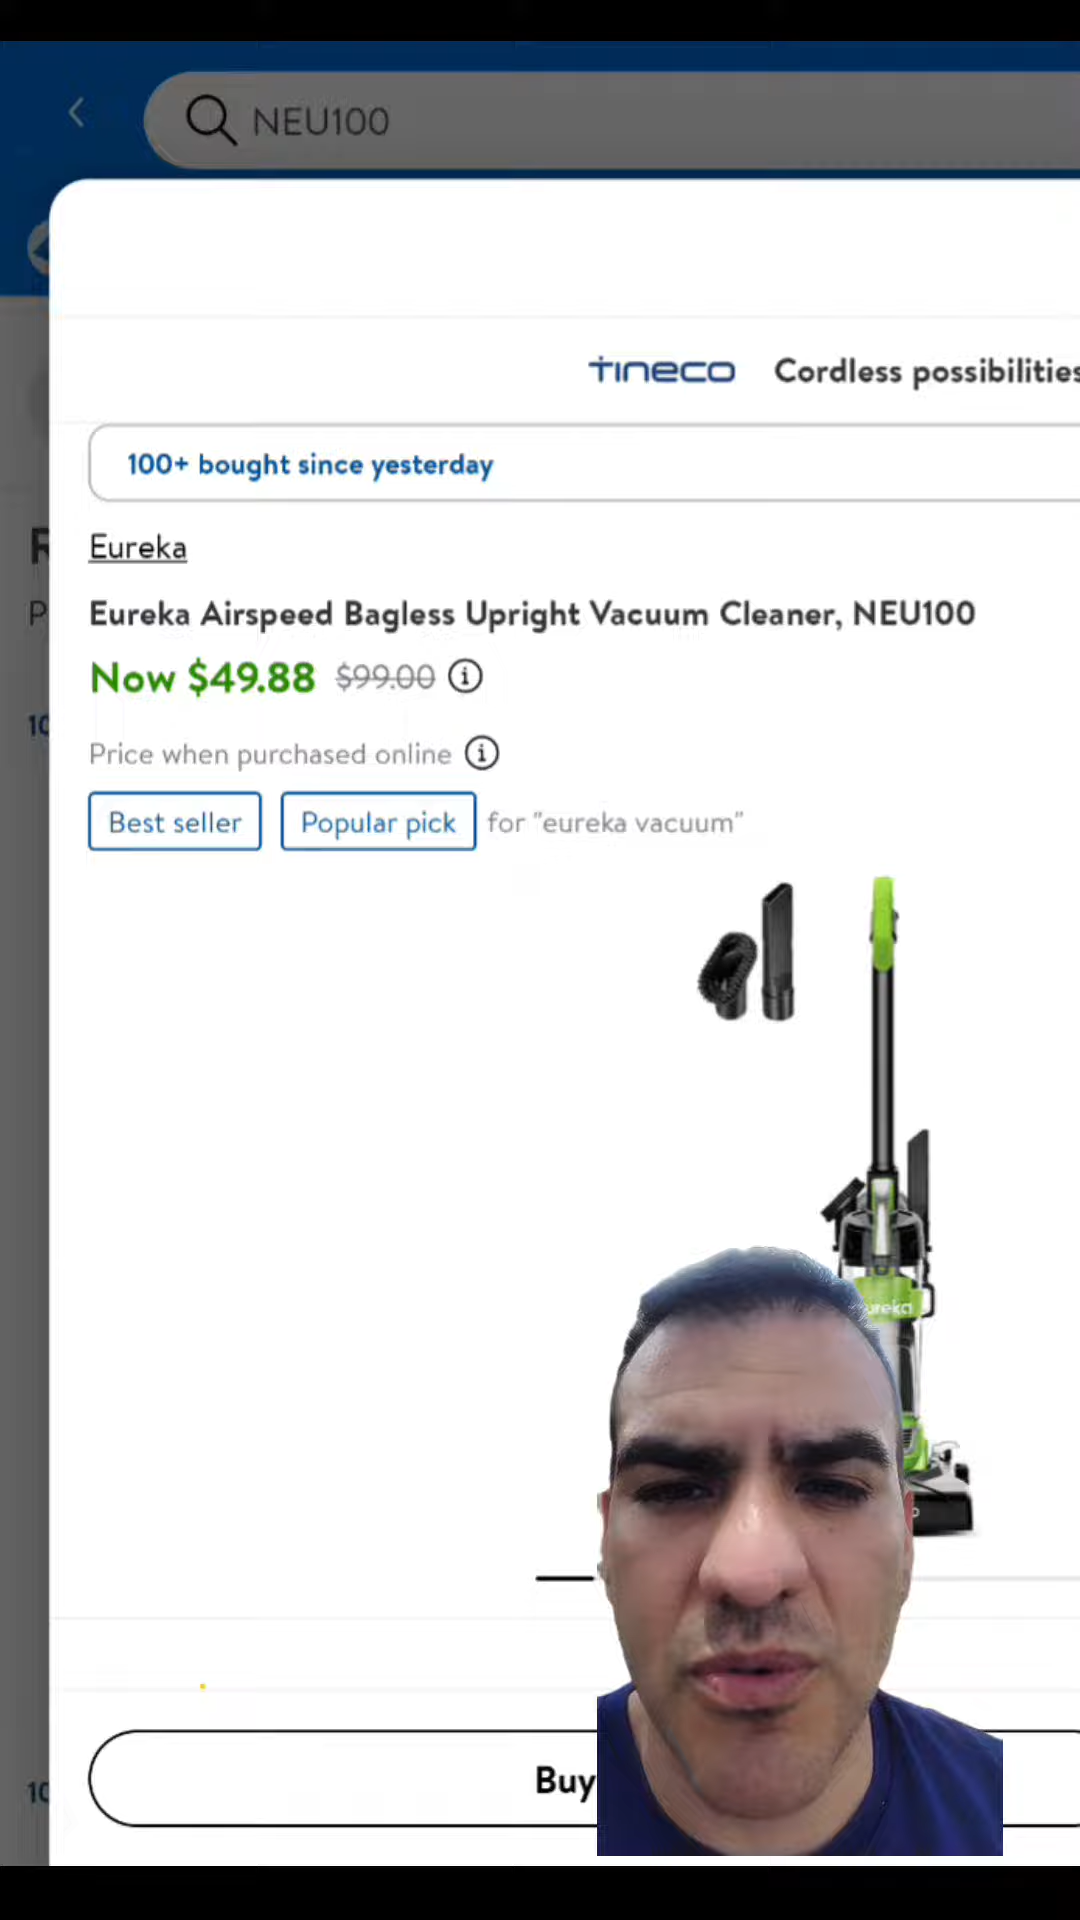 NEU100
tineco Cordless possibilities
100+ bought since yesterday
Eureka
Eureka Airspeed Bagless Upright Vacuum Cleaner, NEU100
Now $49.88 $99.00
Price when purchased online
Best seller Popular pick for "eureka vacuum"
eureka
Buy